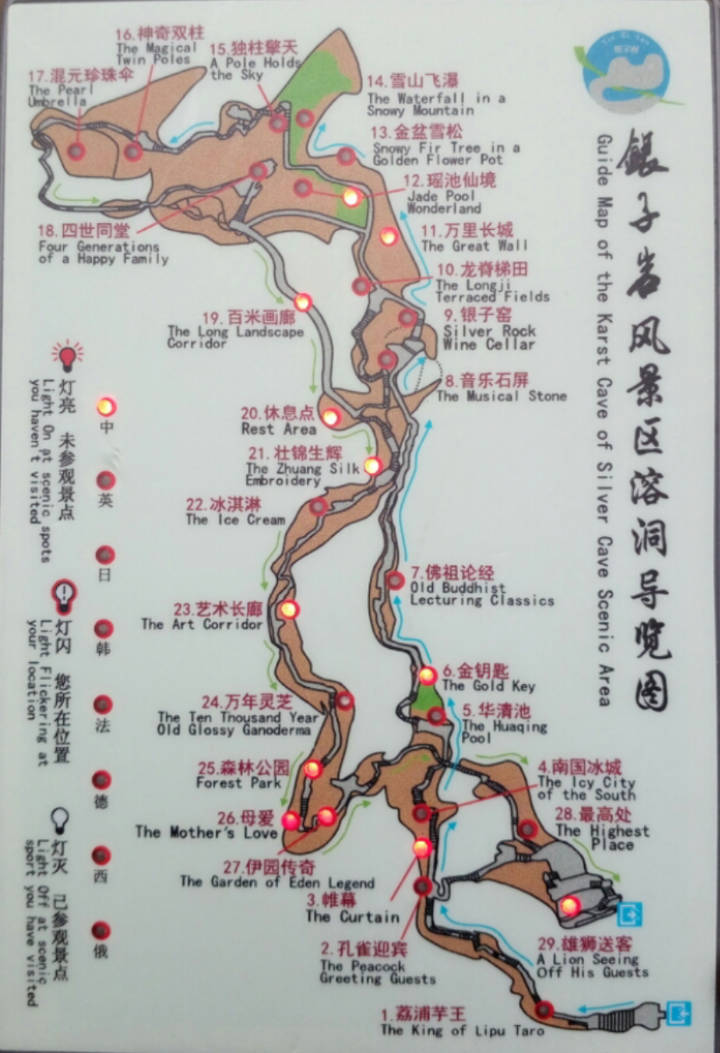 银子岩风景区溶洞导览图
Guide Map of the Karst Cave of Silver Cave Scenic Area
16.神奇双柱
The Magical
Twin Poles
15.独柱擎天
A Pole Holds
the Sky
17.混元珍珠伞
The Pearl
Umbrella
14.雪山飞瀑
The Waterfall in a
Snowy Mountain
13.金盆雪松
Snowy Fir Tree in a
Golden Flower Pot
12.瑶池仙境
Jade Pool
Wonderland
18.四世同堂
Four Generations
of a Happy Family
11.万里长城
The Great Wall
10.龙脊梯田
The Longji
Terraced Fields
19.百米画廊
The Long Landscape
Corridor
9.银子窖
Silver Rock
Wine Cellar
8.音乐石屏
The Musical Stone
20.休息点
Rest Area
21.壮锦生辉
The Zhuang Silk
Embroidery
22.冰淇淋
The Ice Cream
7.佛祖论经
Old Buddhist
Lecturing Classics
23.艺术长廊
The Art Corridor
6.金钥匙
The Gold Key
24.万年灵芝
The Ten Thousand Year
Old Glossy Ganoderma
5.华清池
The Huaqing
Pool
25.森林公园
Forest Park
4.南国冰城
The Icy City
of the South
26.母爱
The Mother's Love
28.最高处
The Highest
Place
27.伊园传奇
The Garden of Eden Legend
3.帷幕
The Curtain
2.孔雀迎宾
The Peacock
Greeting Guests
29.雄狮送客
A Lion Seeing
Off His Guests
1.荔浦芋王
The King of Lipu Taro
灯亮 未参观景点
Light On at scenic spots
you haven't visited
灯闪 您所在位置
Light Flickering at
your location
灯灭 已参观景点
Light Off at scenic
sport you have visited
中
英
日
韩
法
德
西
俄